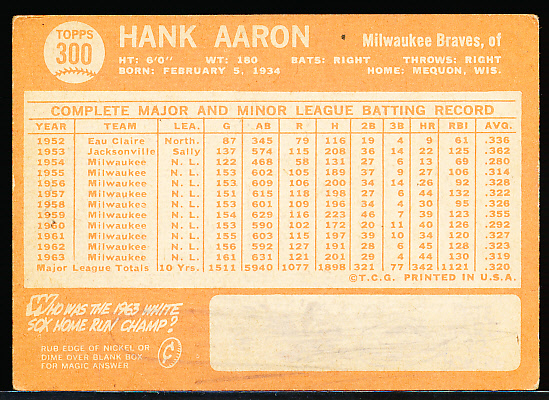 TOPPS
300
HANK AARON
Milwaukee Braves, of
HT: 6'0" WT: 180 BATS: RIGHT THROWS: RIGHT
BORN: FEBRUARY 5, 1934 HOME: MEQUON, WIS.
COMPLETE MAJOR AND MINOR LEAGUE BATTING RECORD
YEAR TEAM LEA. G AB R H 2B 3B HR RBI AVG.
1952 Eau Claire North. 87 345 79 116 19 4 9 61 .336
1953 Jacksonville Sally 137 574 115 208 36 14 22 125 .362
1954 Milwaukee N. L. 122 468 58 131 27 6 13 69 .280
1955 Milwaukee N. L. 153 602 105 189 37 9 27 106 .314
1956 Milwaukee N. L. 153 609 106 200 34 14 26 92 .328
1957 Milwaukee N. L. 151 615 118 198 27 6 44 132 .322
1958 Milwaukee N. L. 153 601 109 196 34 4 30 95 .326
1959 Milwaukee N. L. 154 629 116 223 46 7 39 123 .355
1960 Milwaukee N. L. 153 590 102 172 20 11 40 126 .292
1961 Milwaukee N. L. 155 603 115 197 39 10 34 120 .327
1962 Milwaukee N. L. 156 592 127 191 28 6 45 128 .323
1963 Milwaukee N. L. 161 631 121 201 29 4 44 130 .319
Major League Totals 10 Yrs. 1511 5940 1077 1898 321 77 342 1121 .320
©T.C.G. PRINTED IN U.S.A.
WHO WAS THE 1963 WHITE
SOX HOME RUN CHAMP?
RUB EDGE OF NICKEL OR
DIME OVER BLANK BOX
FOR MAGIC ANSWER